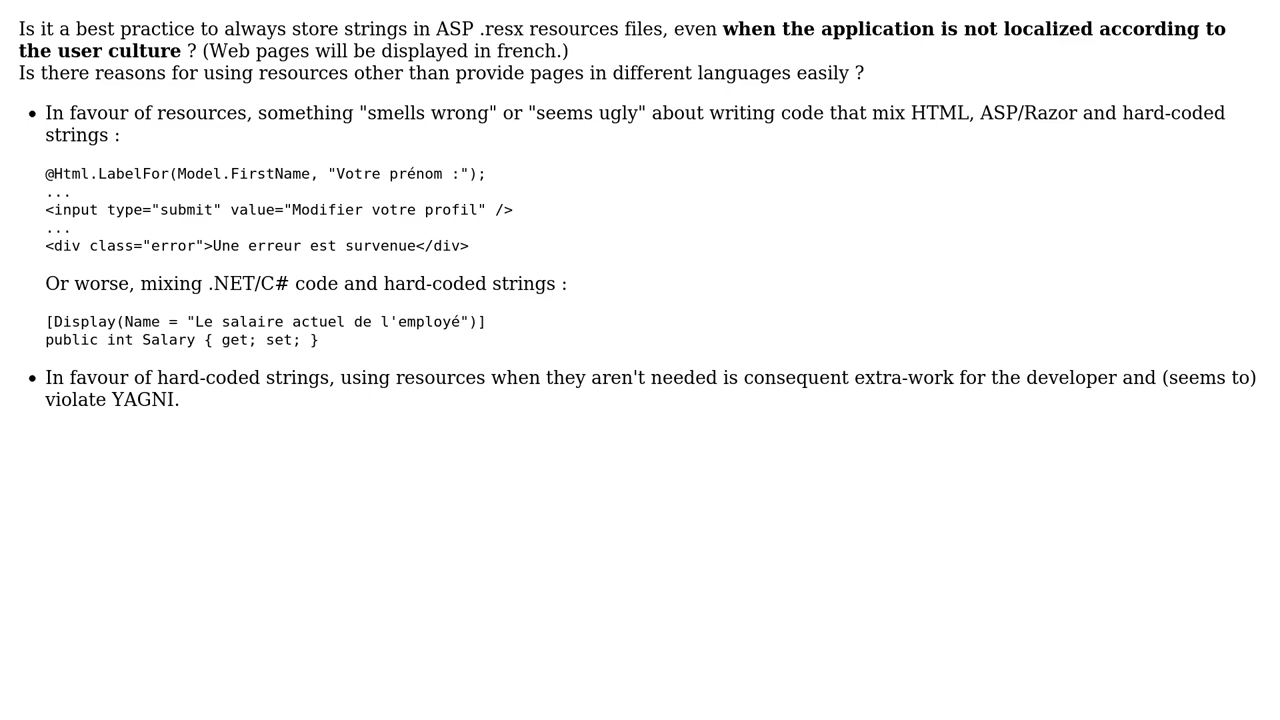 Is it a best practice to always store strings in ASP .resx resources files, even when the application is not localized according to
the user culture ? (Web pages will be displayed in french.)
Is there reasons for using resources other than provide pages in different languages easily ?
• In favour of resources, something "smells wrong" or "seems ugly" about writing code that mix HTML, ASP/Razor and hard-coded
strings :
@Html.LabelFor(Model.FirstName, "Votre prénom :");
...
<input type="submit" value="Modifier votre profil" />
...
<div class="error">Une erreur est survenue</div>
Or worse, mixing .NET/C# code and hard-coded strings :
[Display(Name = "Le salaire actuel de l'employé")]
public int Salary { get; set; }
• In favour of hard-coded strings, using resources when they aren't needed is consequent extra-work for the developer and (seems to)
violate YAGNI.